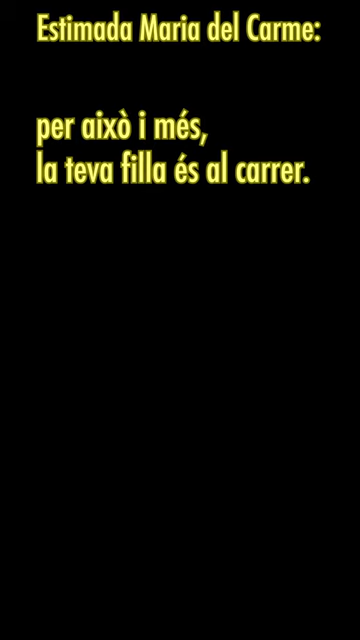 Estimada Maria del Carme:
per això i més,
la teva filla és al carrer.